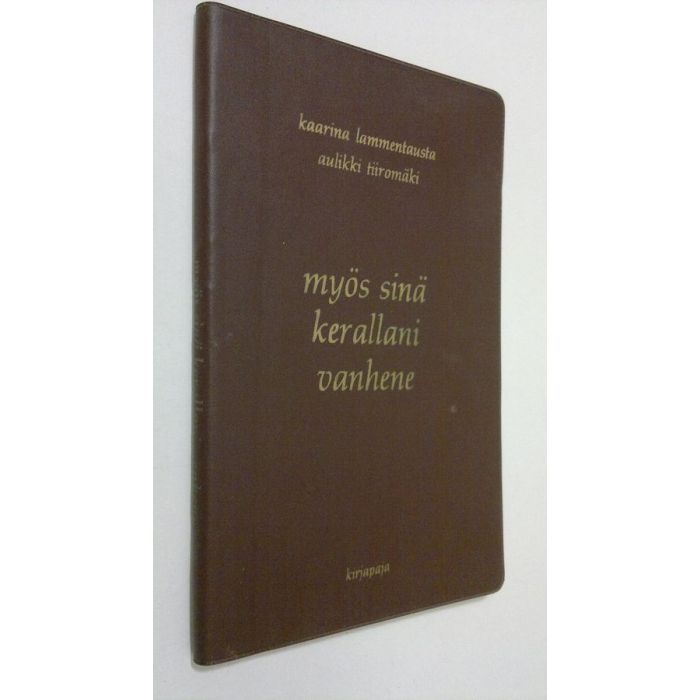 kaarina lammentausta
aulikki tiiromäki
myös sinä
kerallani
vanhene
kirjapaja